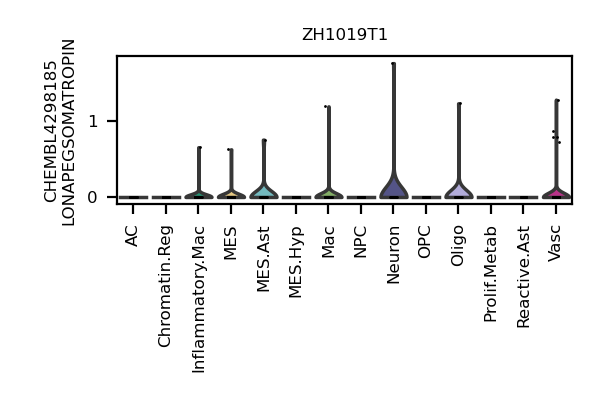 ZH1019T1
CHEMBL4298185
LONAPEGSOMATROPIN
1
0
AC
Chromatin.Reg
Inflammatory.Mac
MES
MES.Ast
MES.Hyp
Mac
NPC
Neuron
OPC
Oligo
Prolif.Metab
Reactive.Ast
Vasc